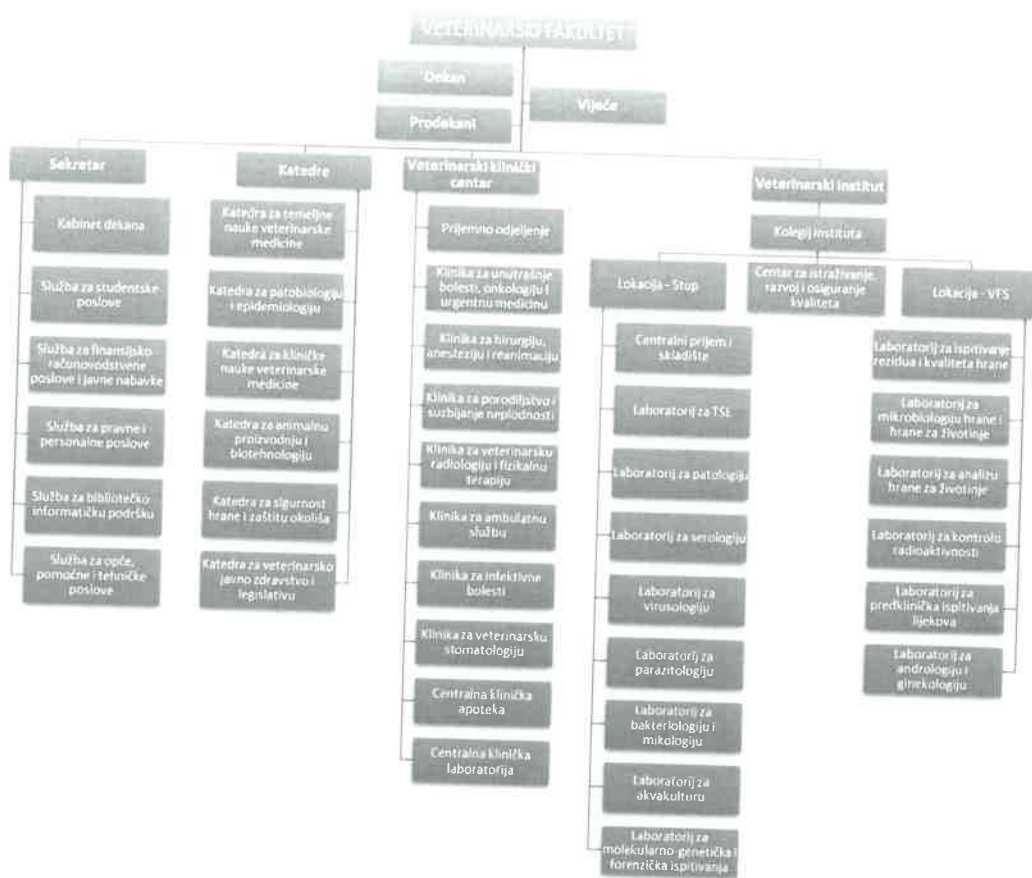 VETERINARSKI FAKULTET
Dekan
Vijeće
Prodekani
Sekretar
Kabinet dekana
Služba za studentske
poslove
Služba za finansijsko
računovodstvene
poslove i javne nabavke
Služba za pravne i
personalne poslove
Služba za bibliotečko
informatičku podršku
Služba za opće,
pomoćne i tehničke
poslove
Katedre
Katedra za temeljne
nauke veterinarske
medicine
Katedra za patobiologiju
i epidemiologiju
Katedra za kliničke
nauke veterinarske
medicine
Katedra za animalnu
proizvodnju i
biotehnologiju
Katedra za sigurnost
hrane i zaštitu okoliša
Katedra za veterinarsko
javno zdravstvo i
legislativu
Veterinarski klinički
centar
Prijemno odjeljenje
Klinika za unutrašnje
bolesti, onkologiju i
urgentnu medicinu
Klinika za hirurgiju,
anesteziju i reanimaciju
Klinika za porodiljstvo i
suzbijanje neplodnosti
Klinika za veterinarsku
radiologiju i fizikalnu
terapiju
Klinika za ambulatnu
službu
Klinika za infektivne
bolesti
Klinika za veterinarsku
stomatologiju
Centralna klinička
apoteka
Centralna klinička
laboratorija
Veterinarski institut
Kolegij instituta
Lokacija - Stup
Centralni prijem i
skladište
Laboratorij za TSE
Laboratorij za patologiju
Laboratorij za serologiju
Laboratorij za
virusologiju
Laboratorij za
parazitologiju
Laboratorij za
bakteriologiju i
mikologiju
Laboratorij za
akvakulturu
Laboratorij za
molekularno-genetička i
forenzička ispitivanja
Centar za istraživanje,
razvoj i osiguranje
kvaliteta
Lokacija - VFS
Laboratorij za ispitivanje
rezidua i kvaliteta hrane
Laboratorij za
mikrobiologiju hrane i
hrane za životinje
Laboratorij za analizu
hrane za životinje
Laboratorij za kontrolu
radioaktivnosti
Laboratorij za
predklinička ispitivanja
lijekova
Laboratorij za
andrologiju i
ginekologiju